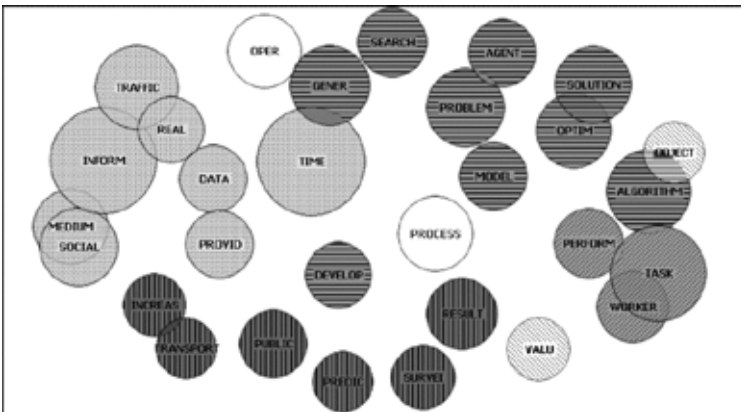 OPER
SEARCH
AGENT
TRAFFIC
GENER
SOLUTION
PROBLEM
REAL
OPTIM
INFORM
TIME
OBJECT
DATA
MODEL
ALGORITHM
MEDIUM
SOCIAL
PROVID
PROCESS
PERFORM
DEVELOP
TASK
INCREAS
WORKER
RESULT
TRANSPORT
PUBLIC
VALU
PREDIC
SURVEI